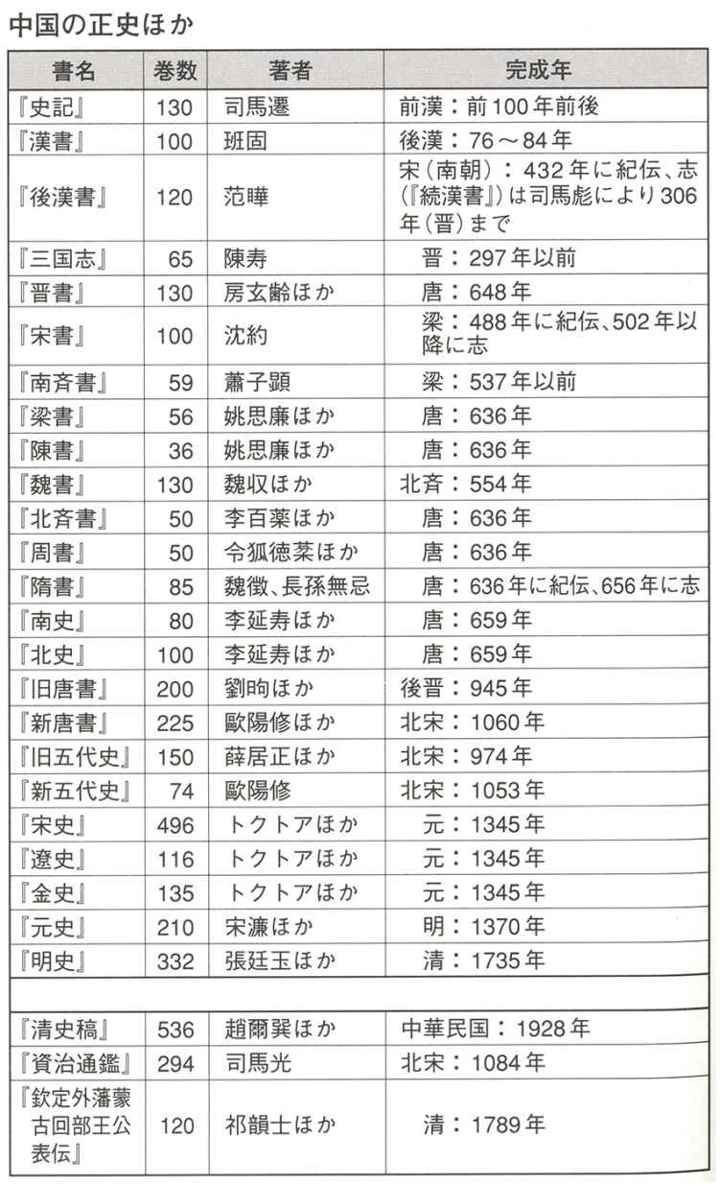 中国の正史ほか
書名 巻数 著者 完成年
『史記』 130 司馬遷 前漢：前100年前後
『漢書』 100 班固 後漢：76～84年
『後漢書』 120 范曄 宋（南朝）：432年に紀伝、志
（『続漢書』）は司馬彪により306
年（晋）まで
『三国志』 65 陳寿 晋：297年以前
『晋書』 130 房玄齢ほか 唐：648年
『宋書』 100 沈約 梁：488年に紀伝、502年以
降に志
『南斉書』 59 蕭子顕 梁：537年以前
『梁書』 56 姚思廉ほか 唐：636年
『陳書』 36 姚思廉ほか 唐：636年
『魏書』 130 魏収ほか 北斉：554年
『北斉書』 50 李百薬ほか 唐：636年
『周書』 50 令狐徳棻ほか 唐：636年
『隋書』 85 魏徴、長孫無忌 唐：636年に紀伝、656年に志
『南史』 80 李延寿ほか 唐：659年
『北史』 100 李延寿ほか 唐：659年
『旧唐書』 200 劉昫ほか 後晋：945年
『新唐書』 225 歐陽修ほか 北宋：1060年
『旧五代史』 150 薛居正ほか 北宋：974年
『新五代史』 74 歐陽修 北宋：1053年
『宋史』 496 トクトアほか 元：1345年
『遼史』 116 トクトアほか 元：1345年
『金史』 135 トクトアほか 元：1345年
『元史』 210 宋濂ほか 明：1370年
『明史』 332 張廷玉ほか 清：1735年
『清史稿』 536 趙爾巽ほか 中華民国：1928年
『資治通鑑』 294 司馬光 北宋：1084年
『欽定外藩蒙
古回部王公 120 祁韻士ほか 清：1789年
表伝』